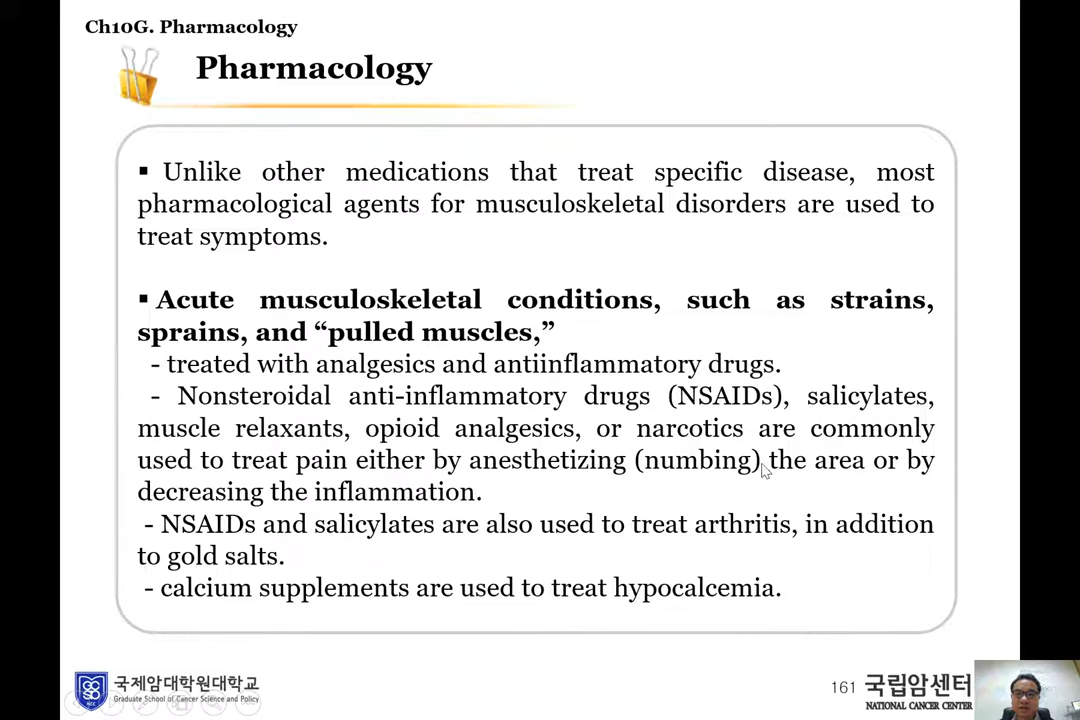 Ch10G. Pharmacology
Pharmacology
▪ Unlike other medications that treat specific disease, most
pharmacological agents for musculoskeletal disorders are used to
treat symptoms.
▪ Acute musculoskeletal conditions, such as strains,
sprains, and “pulled muscles,”
- treated with analgesics and antiinflammatory drugs.
- Nonsteroidal anti-inflammatory drugs (NSAIDs), salicylates,
muscle relaxants, opioid analgesics, or narcotics are commonly
used to treat pain either by anesthetizing (numbing) the area or by
decreasing the inflammation.
- NSAIDs and salicylates are also used to treat arthritis, in addition
to gold salts.
- calcium supplements are used to treat hypocalcemia.
국제암대학원대학교
Graduate School of Cancer Science and Policy
NCC
161 국립암센터
NATIONAL CANCER CENTER